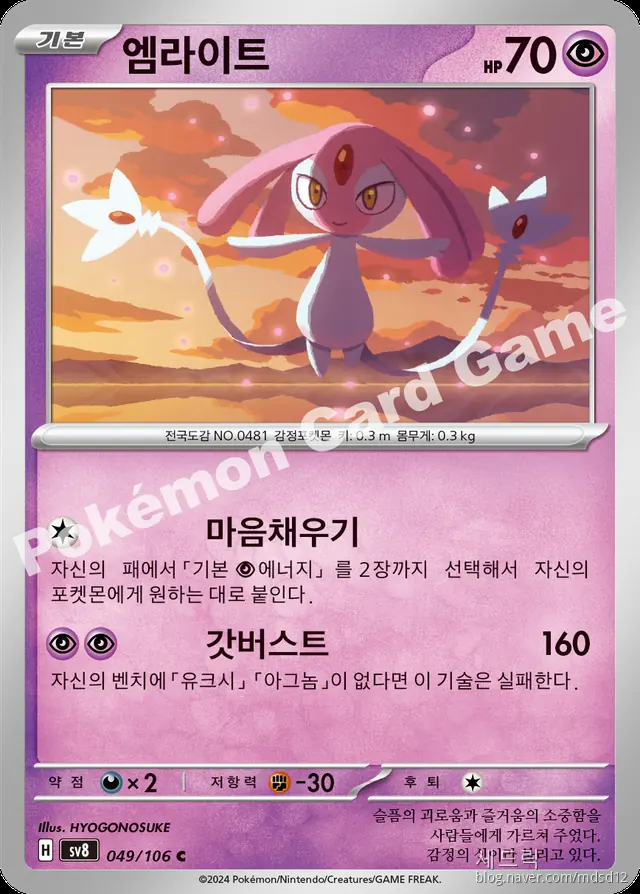 기본
엠라이트
HP 70
전국도감 NO.0481 감정포켓몬 키: 0.3 m 몸무게: 0.3 kg
Pokémon Card Game
마음채우기
자신의 패에서 「기본 에너지」를 2장까지 선택해서 자신의
포켓몬에게 원하는 대로 붙인다.
갓버스트 160
자신의 벤치에 「유크시」 「아그놈」이 없다면 이 기술은 실패한다.
약점 ×2 저항력 -30 후퇴
Illus. HYOGONOSUKE
슬픔의 괴로움과 즐거움의 소중함을
사람들에게 가르쳐 주었다.
감정의 신이라 불리고 있다.
H sv8 049/106 C
세드릭
blog.naver.com/mdsd12
©2024 Pokémon/Nintendo/Creatures/GAME FREAK.